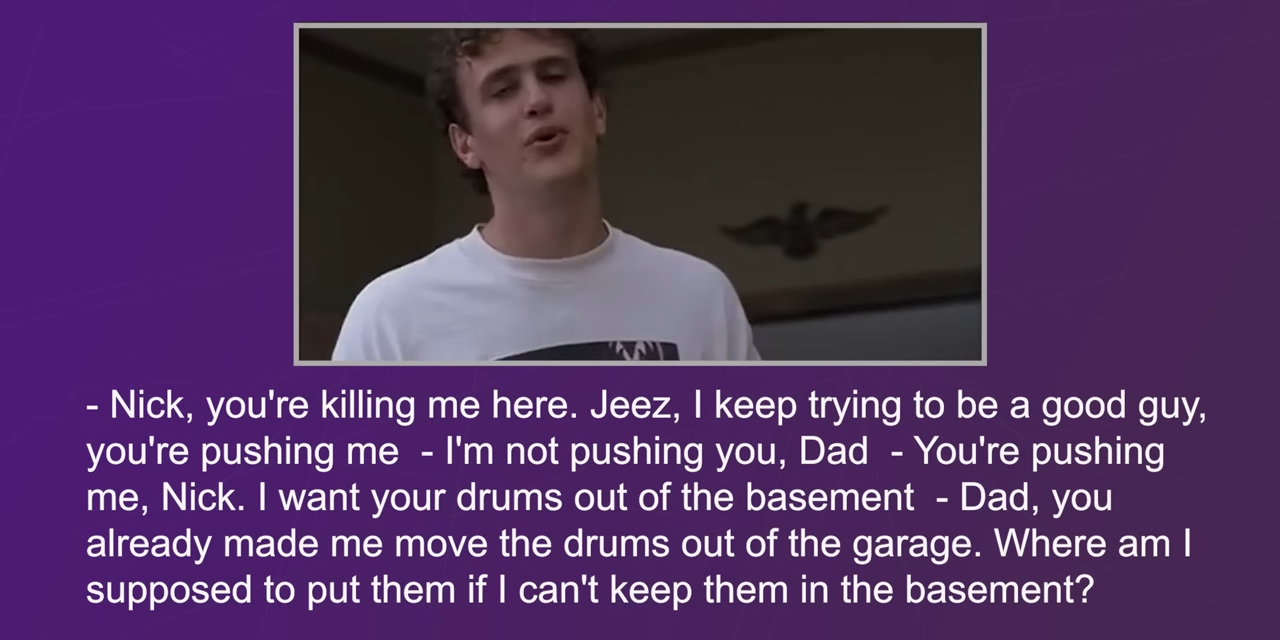 - Nick, you're killing me here. Jeez, I keep trying to be a good guy,
you're pushing me  - I'm not pushing you, Dad  - You're pushing
me, Nick. I want your drums out of the basement  - Dad, you
already made me move the drums out of the garage. Where am I
supposed to put them if I can't keep them in the basement?